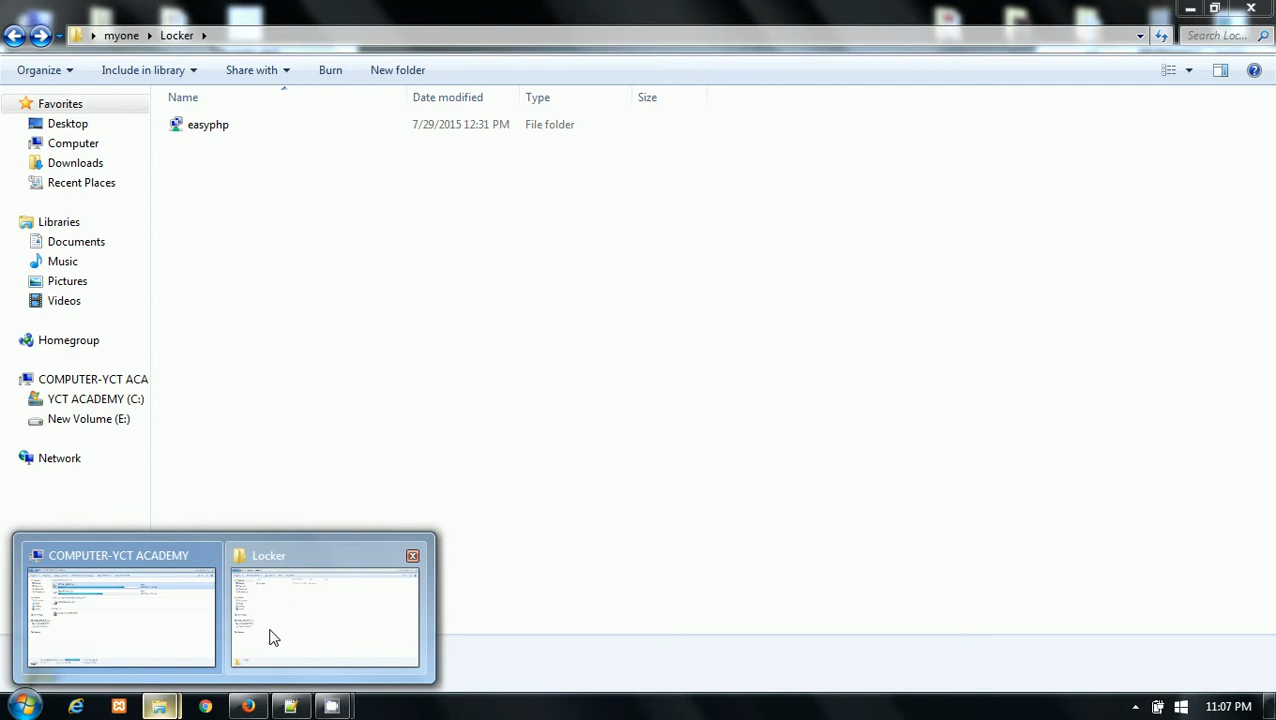 myone Locker
Search Loc...
Organize Include in library Share with Burn New folder
Name Date modified Type Size
easyphp 7/29/2015 12:31 PM File folder
Favorites
Desktop
Computer
Downloads
Recent Places
Libraries
Documents
Music
Pictures
Videos
Homegroup
COMPUTER-YCT ACA
YCT ACADEMY (C:)
New Volume (E:)
Network
COMPUTER-YCT ACADEMY
Locker
11:07 PM